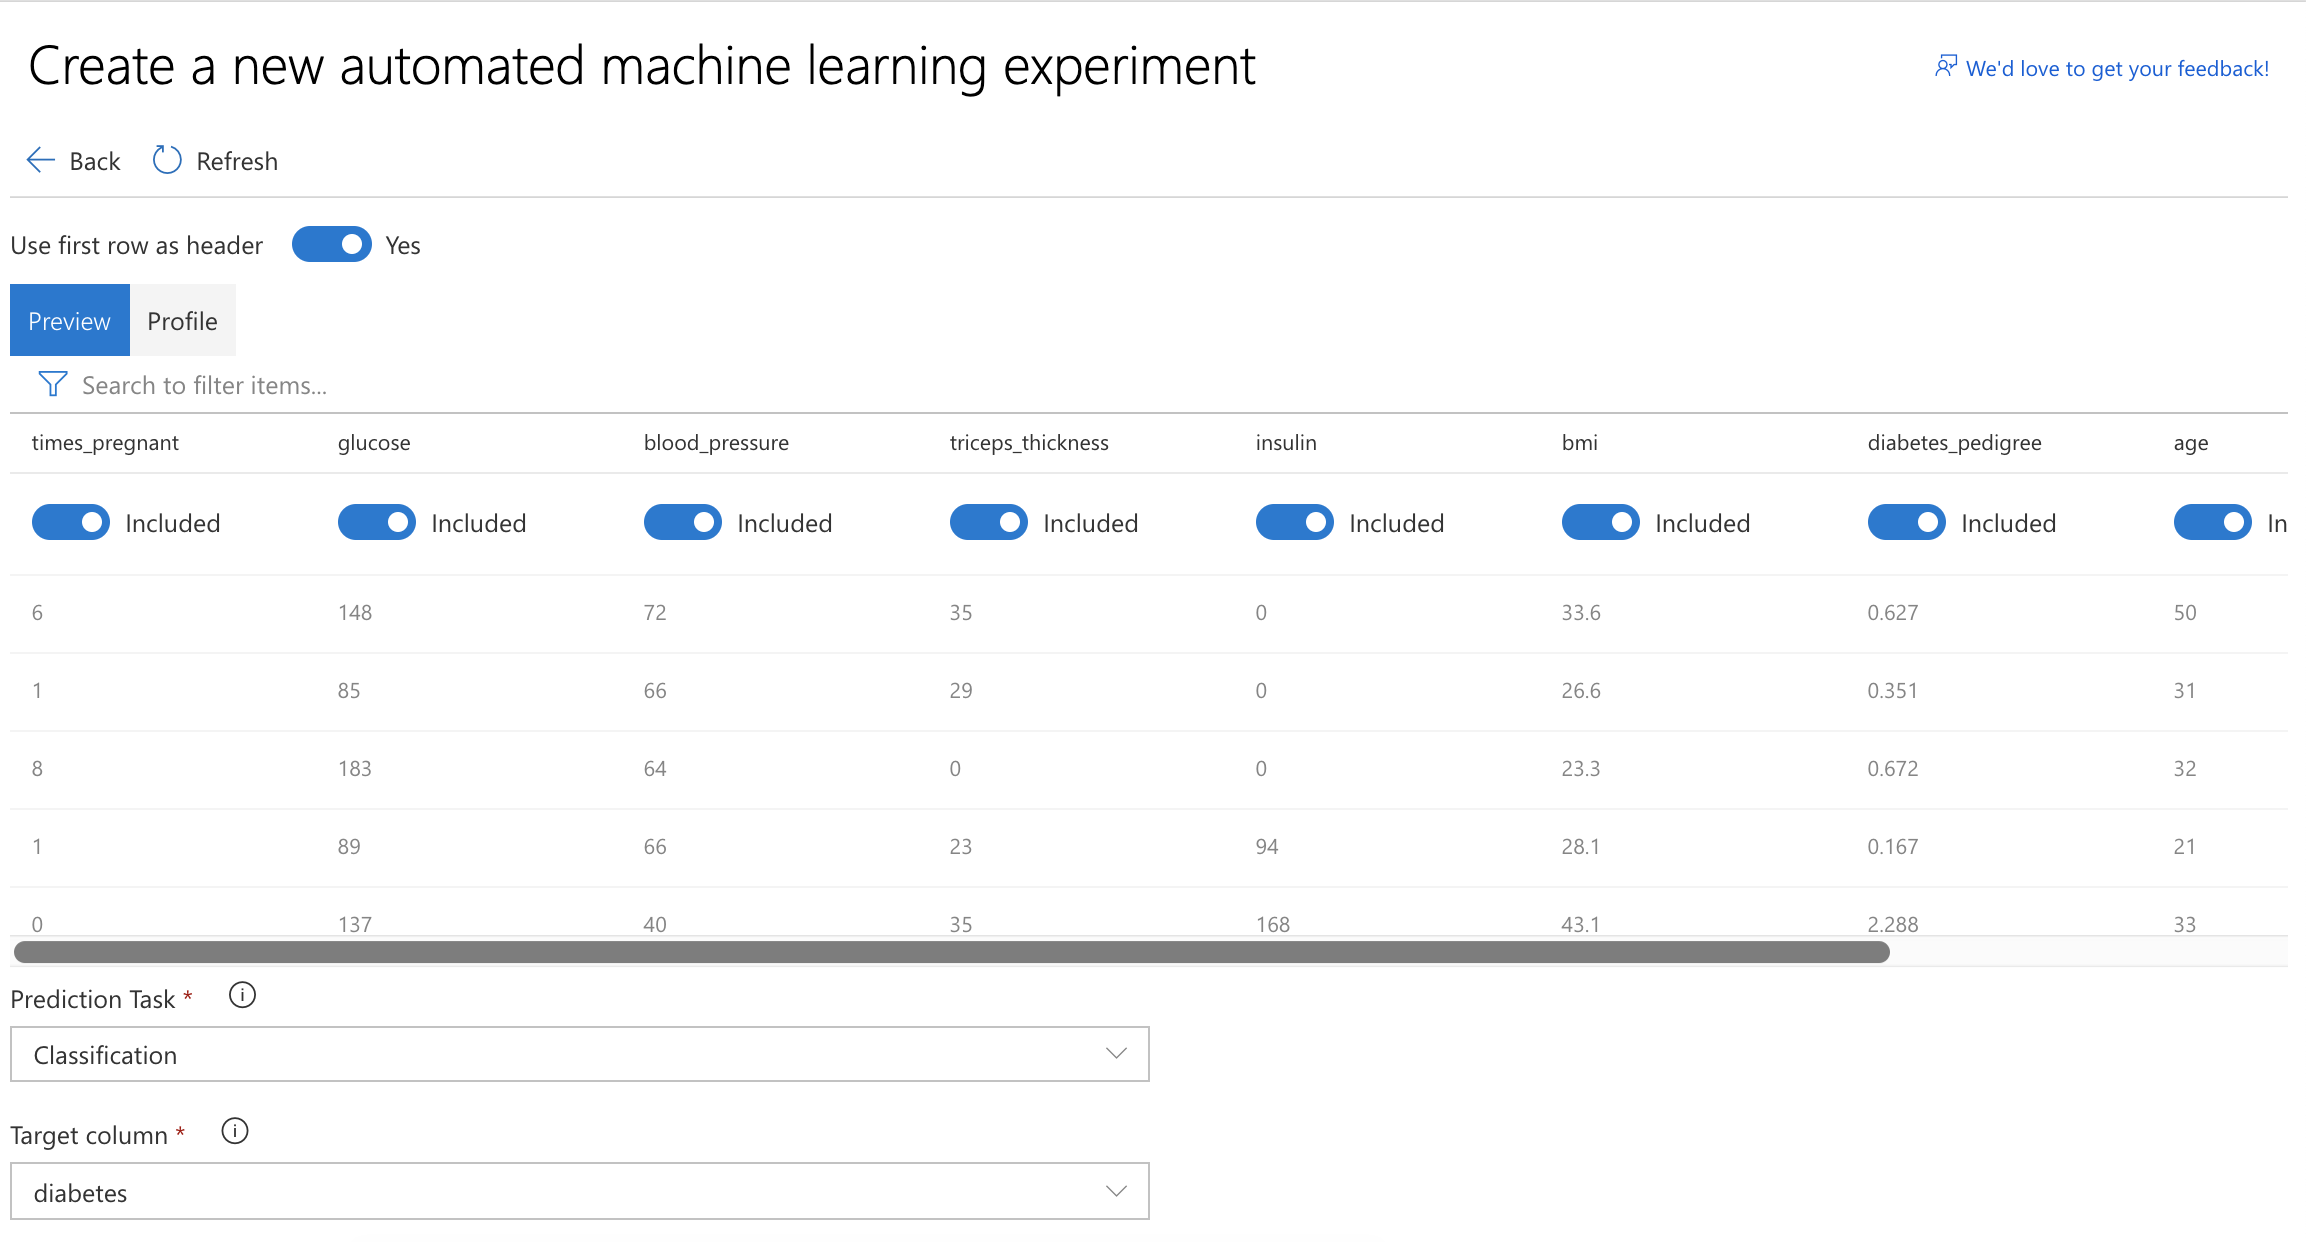 Create a new automated machine learning experiment
We'd love to get your feedback!
Back Refresh
Use first row as header Yes
Preview Profile
Search to filter items...
times_pregnant glucose blood_pressure triceps_thickness insulin bmi diabetes_pedigree age
Included Included Included Included Included Included Included In
6 148 72 35 0 33.6 0.627 50
1 85 66 29 0 26.6 0.351 31
8 183 64 0 0 23.3 0.672 32
1 89 66 23 94 28.1 0.167 21
0 137 40 35 168 43.1 2.288 33
Prediction Task *
Classification
Target column *
diabetes